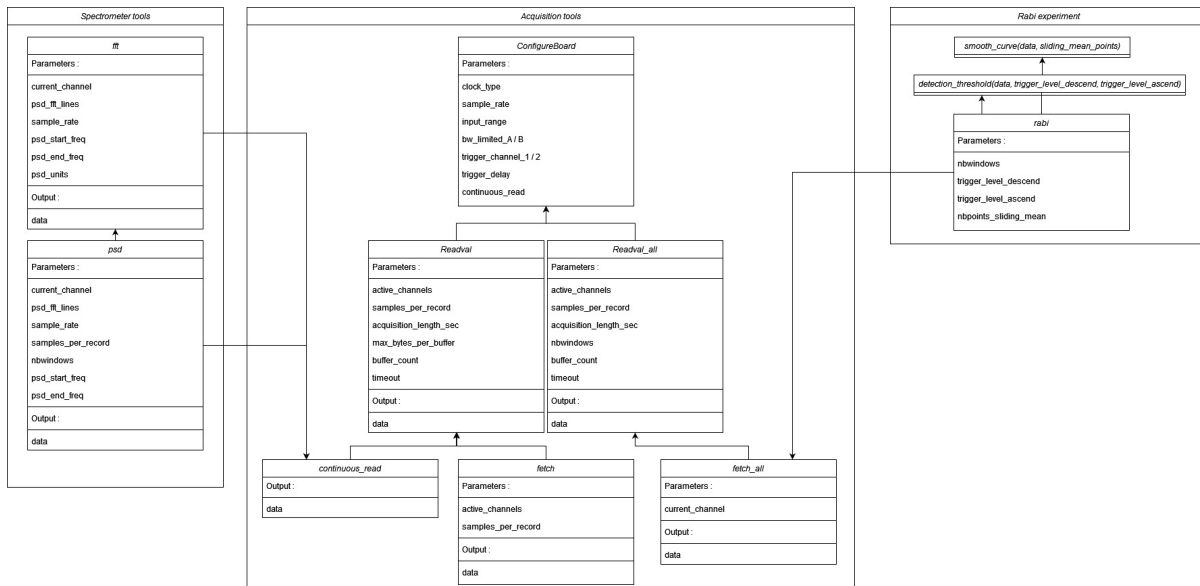 Spectrometer tools
fft
Parameters :
current_channel
psd_fft_lines
sample_rate
psd_start_freq
psd_end_freq
psd_units
Output :
data
psd
Parameters :
current_channel
psd_fft_lines
sample_rate
samples_per_record
nbwindows
psd_start_freq
psd_end_freq
Output :
data
Acquisition tools
ConfigureBoard
Parameters :
clock_type
sample_rate
input_range
bw_limited_A / B
trigger_channel_1 / 2
trigger_delay
continuous_read
Readval
Parameters :
active_channels
samples_per_record
acquisition_length_sec
max_bytes_per_buffer
buffer_count
timeout
Output :
data
Readval_all
Parameters :
active_channels
samples_per_record
acquisition_length_sec
nbwindows
buffer_count
timeout
Output :
data
continuous_read
Output :
data
fetch
Parameters :
active_channels
samples_per_record
Output :
data
fetch_all
Parameters :
current_channel
Output :
data
Rabi experiment
smooth_curve(data, sliding_mean_points)
detection_threshold(data, trigger_level_descend, trigger_level_ascend)
rabi
Parameters :
nbwindows
trigger_level_descend
trigger_level_ascend
nbpoints_sliding_mean